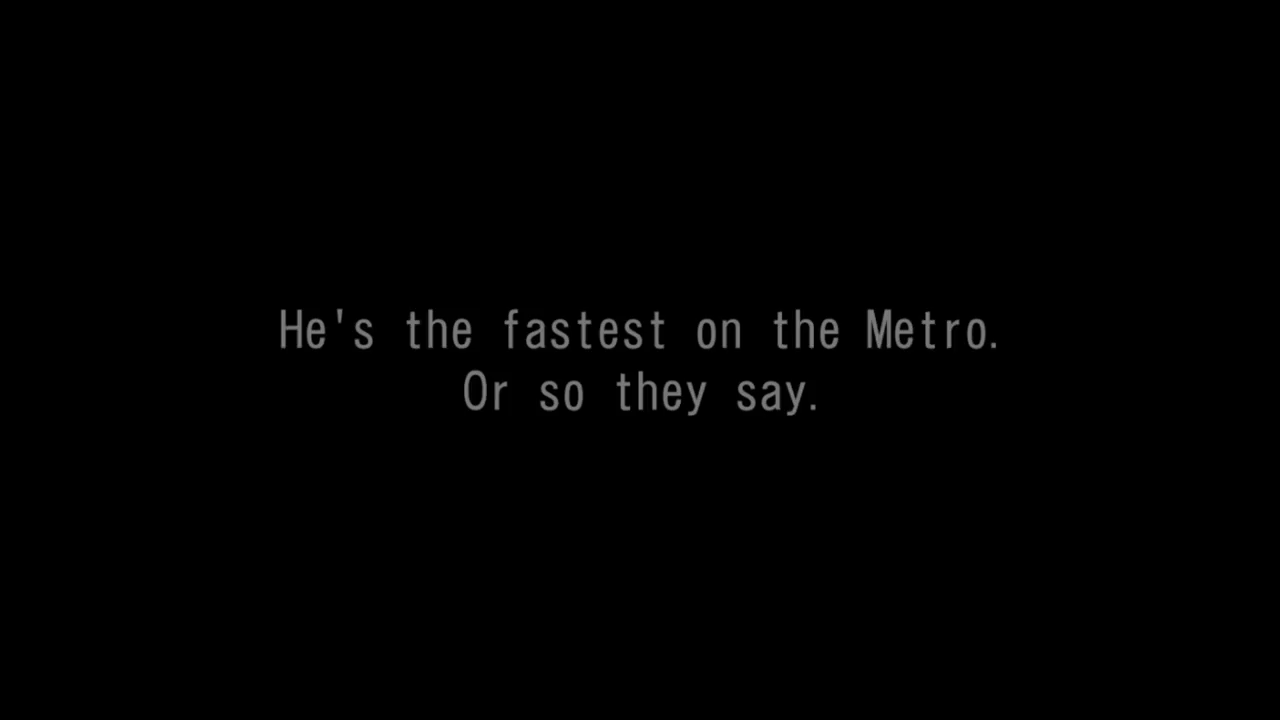 He's the fastest on the Metro.
Or so they say.